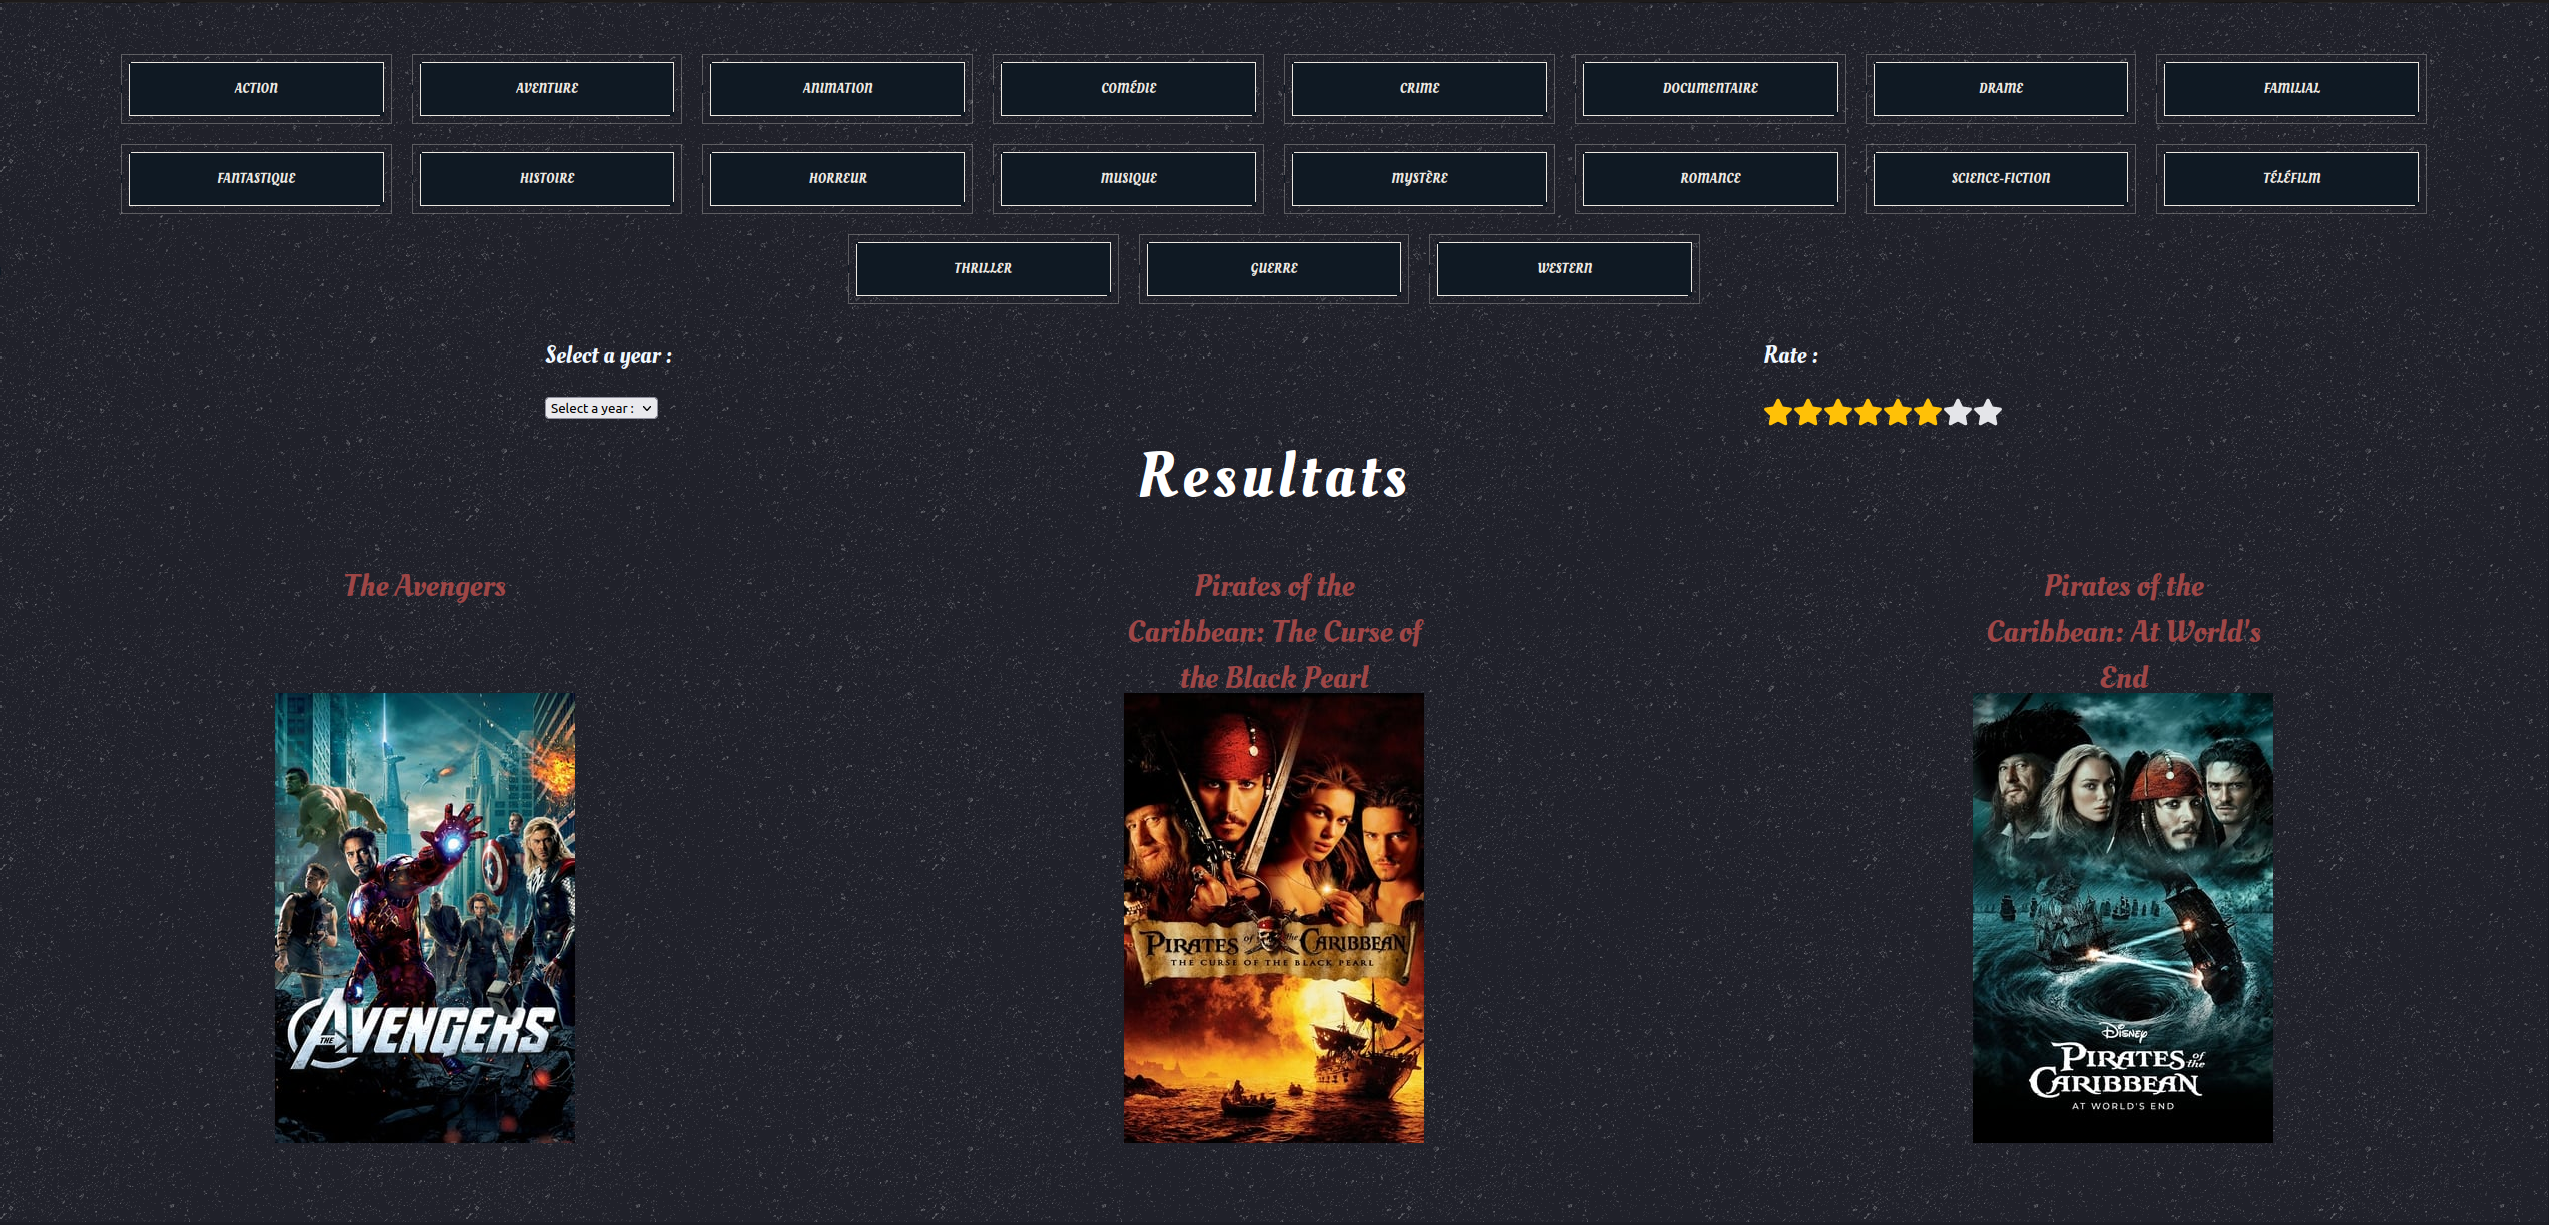 ACTION AVENTURE ANIMATION COMÉDIE CRIME DOCUMENTAIRE DRAME FAMILIAL
FANTASTIQUE HISTOIRE HORREUR MUSIQUE MYSTÈRE ROMANCE SCIENCE-FICTION TÉLÉFILM
THRILLER GUERRE WESTERN
Select a year :
Rate :
Select a year :
Resultats
The Avengers
Pirates of the
Caribbean: The Curse of
the Black Pearl
Pirates of the
Caribbean: At World's
End
THE AVENGERS
PIRATES of the CARIBBEAN
THE CURSE OF THE BLACK PEARL
DISNEY
PIRATES of the
CARIBBEAN
AT WORLD'S END